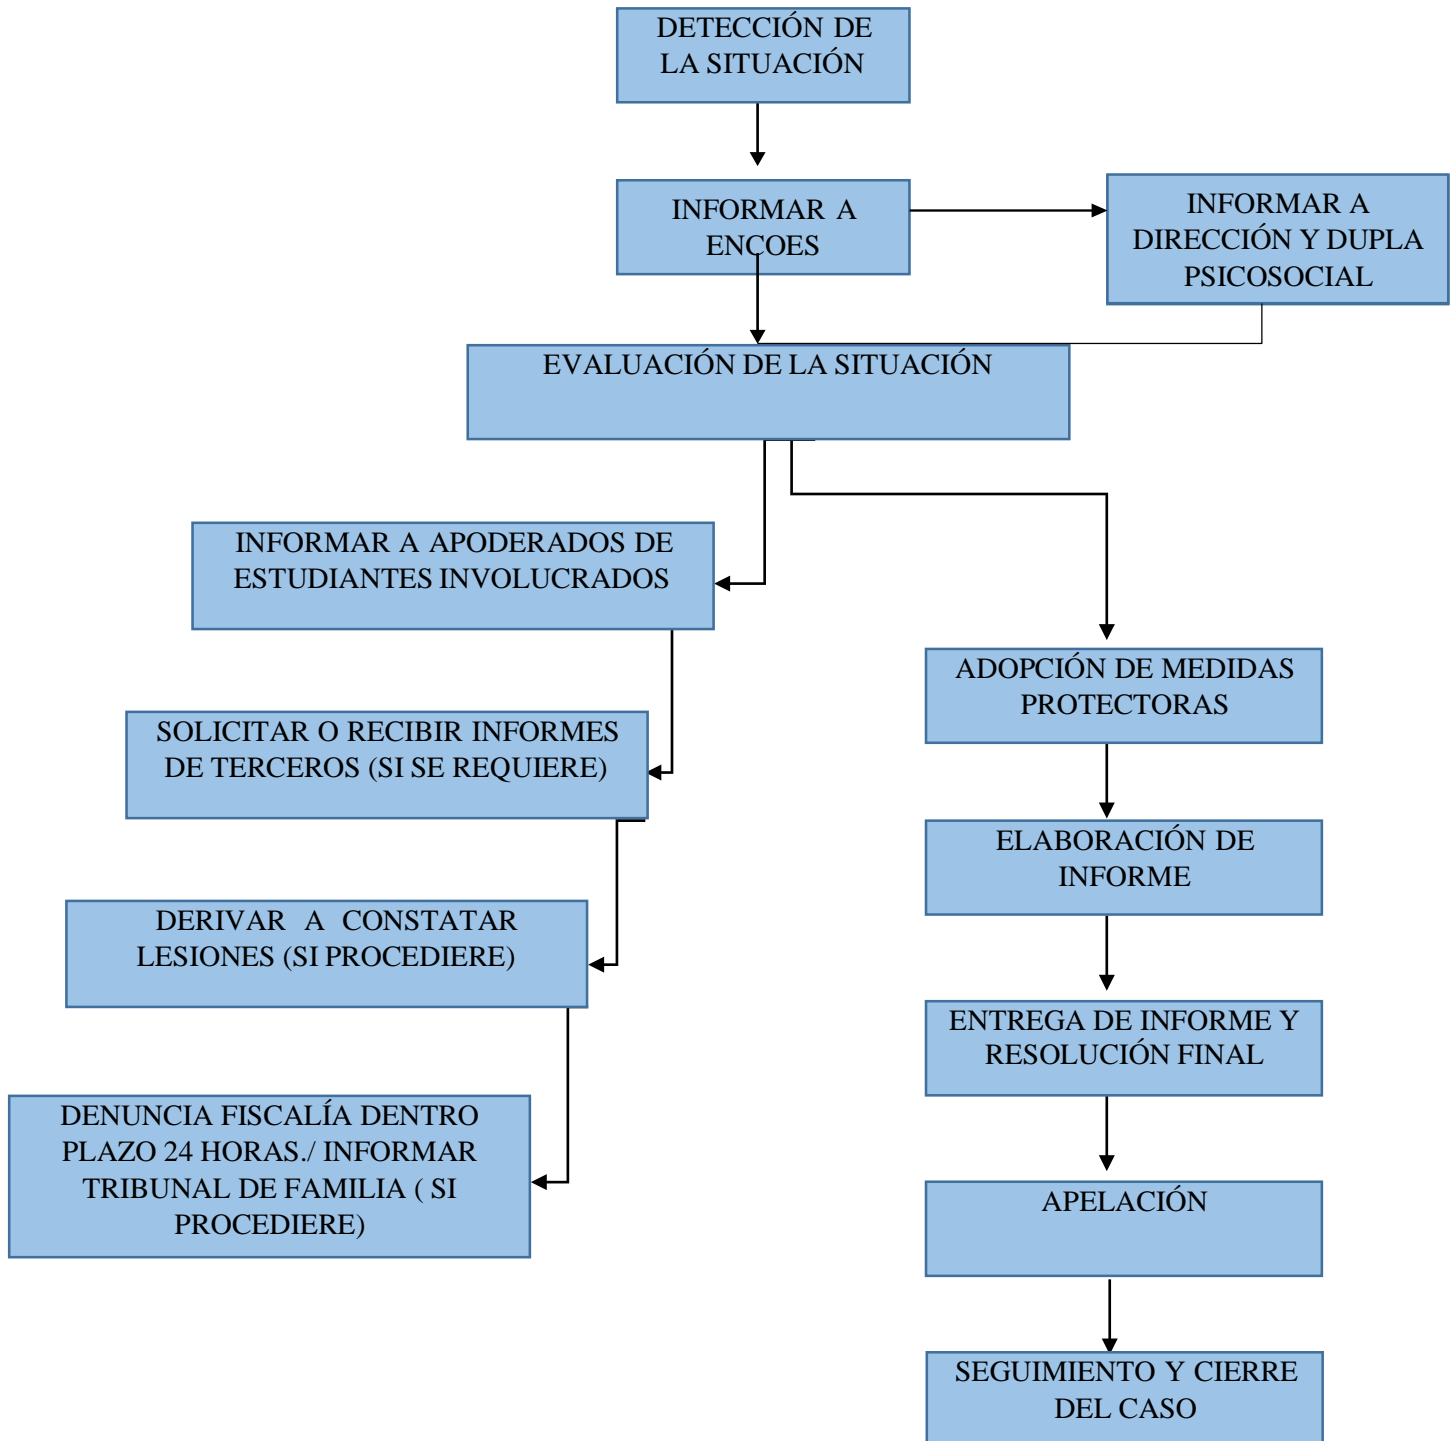 DETECCIÓN DE
LA SITUACIÓN
INFORMAR A
ENCOES
INFORMAR A
DIRECCIÓN Y DUPLA
PSICOSOCIAL
EVALUACIÓN DE LA SITUACIÓN
INFORMAR A APODERADOS DE
ESTUDIANTES INVOLUCRADOS
SOLICITAR O RECIBIR INFORMES
DE TERCEROS (SI SE REQUIERE)
DERIVAR A CONSTATAR
LESIONES (SI PROCEDIERE)
DENUNCIA FISCALÍA DENTRO
PLAZO 24 HORAS./ INFORMAR
TRIBUNAL DE FAMILIA ( SI
PROCEDIERE)
ADOPCIÓN DE MEDIDAS
PROTECTORAS
ELABORACIÓN DE
INFORME
ENTREGA DE INFORME Y
RESOLUCIÓN FINAL
APELACIÓN
SEGUIMIENTO Y CIERRE
DEL CASO